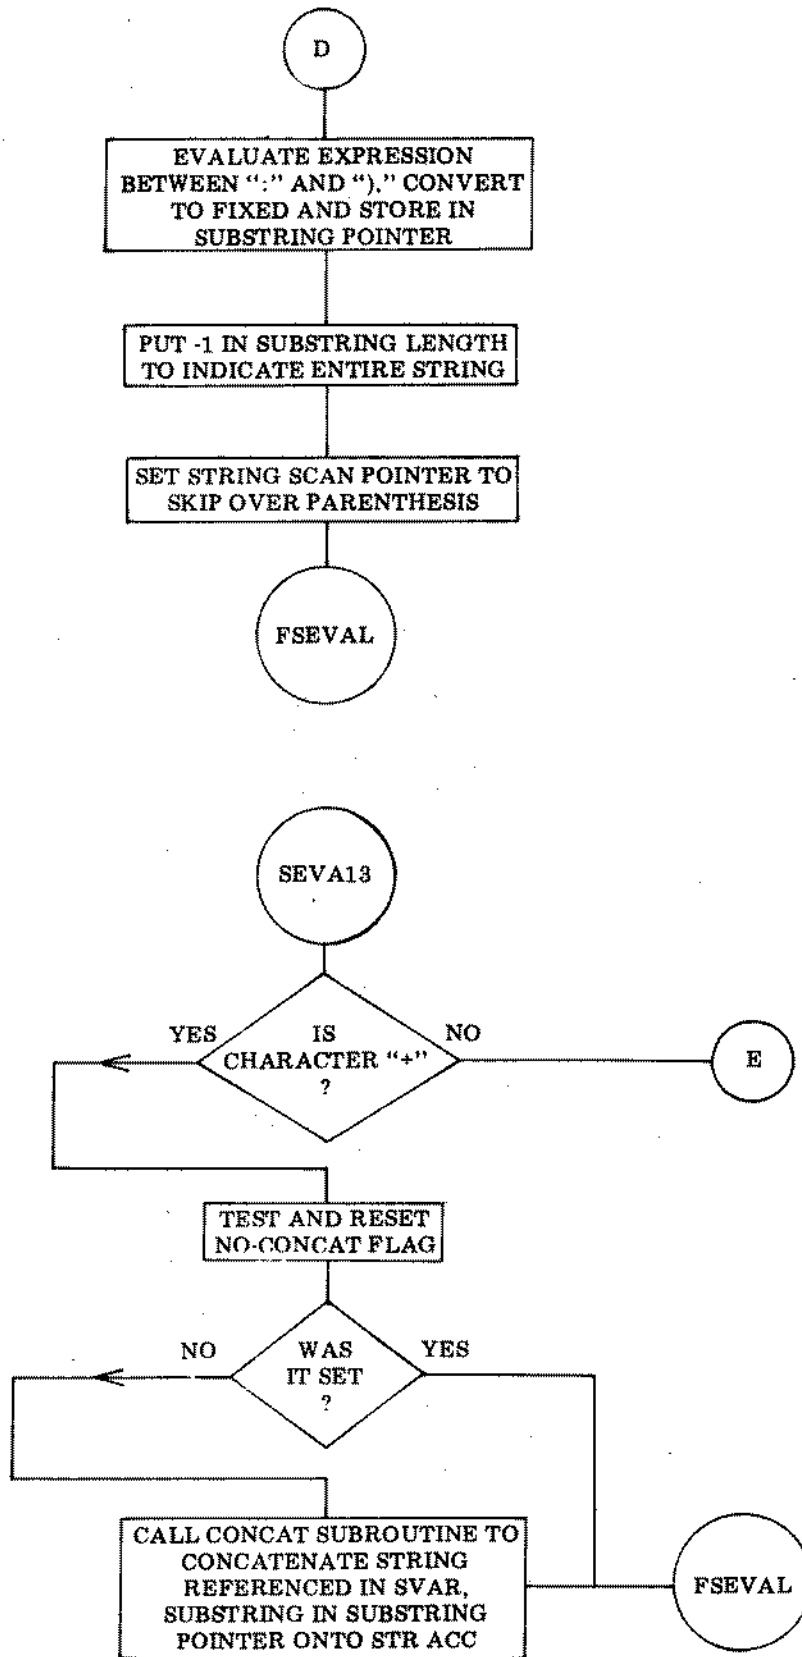 D
EVALUATE EXPRESSION
BETWEEN “:” AND “),” CONVERT
TO FIXED AND STORE IN
SUBSTRING POINTER
PUT -1 IN SUBSTRING LENGTH
TO INDICATE ENTIRE STRING
SET STRING SCAN POINTER TO
SKIP OVER PARENTHESIS
FSEVAL
SEVA13
YES
IS
CHARACTER “+”
?
NO
E
TEST AND RESET
NO-CONCAT FLAG
NO
WAS
IT SET
?
YES
CALL CONCAT SUBROUTINE TO
CONCATENATE STRING
REFERENCED IN SVAR,
SUBSTRING IN SUBSTRING
POINTER ONTO STR ACC
FSEVAL